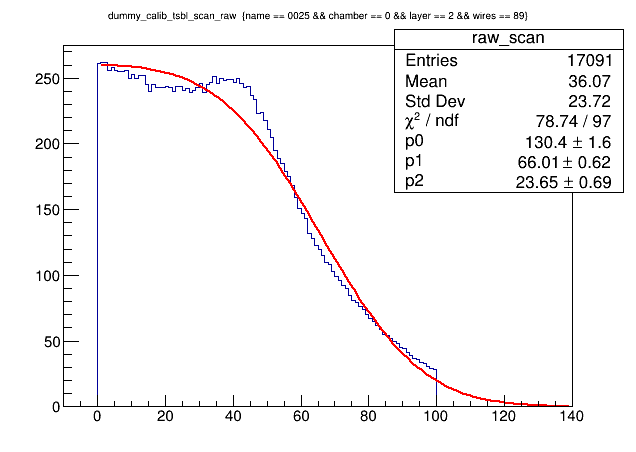 dummy_calib_tsbl_scan_raw {name == 0025 && chamber == 0 && layer == 2 && wires == 89}
raw_scan
Entries 17091
Mean 36.07
Std Dev 23.72
χ² / ndf 78.74 / 97
p0 130.4 ± 1.6
p1 66.01 ± 0.62
p2 23.65 ± 0.69
250
200
150
100
50
0
0 20 40 60 80 100 120 140